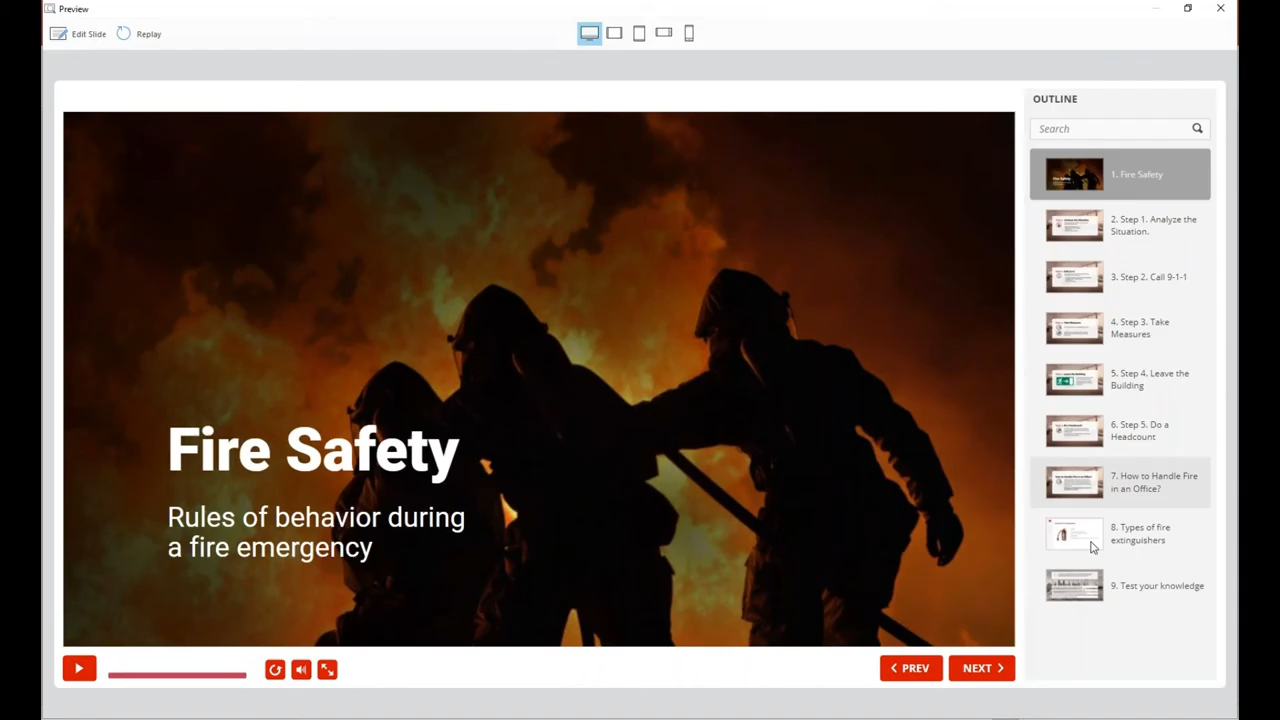 Preview
Edit Slide
Replay
OUTLINE
Search
1. Fire Safety
2. Step 1. Analyze the
Situation.
3. Step 2. Call 9-1-1
4. Step 3. Take
Measures
5. Step 4. Leave the
Building
6. Step 5. Do a
Headcount
7. How to Handle Fire
in an Office?
8. Types of fire
extinguishers
9. Test your knowledge
Fire Safety
Rules of behavior during
a fire emergency
PREV
NEXT